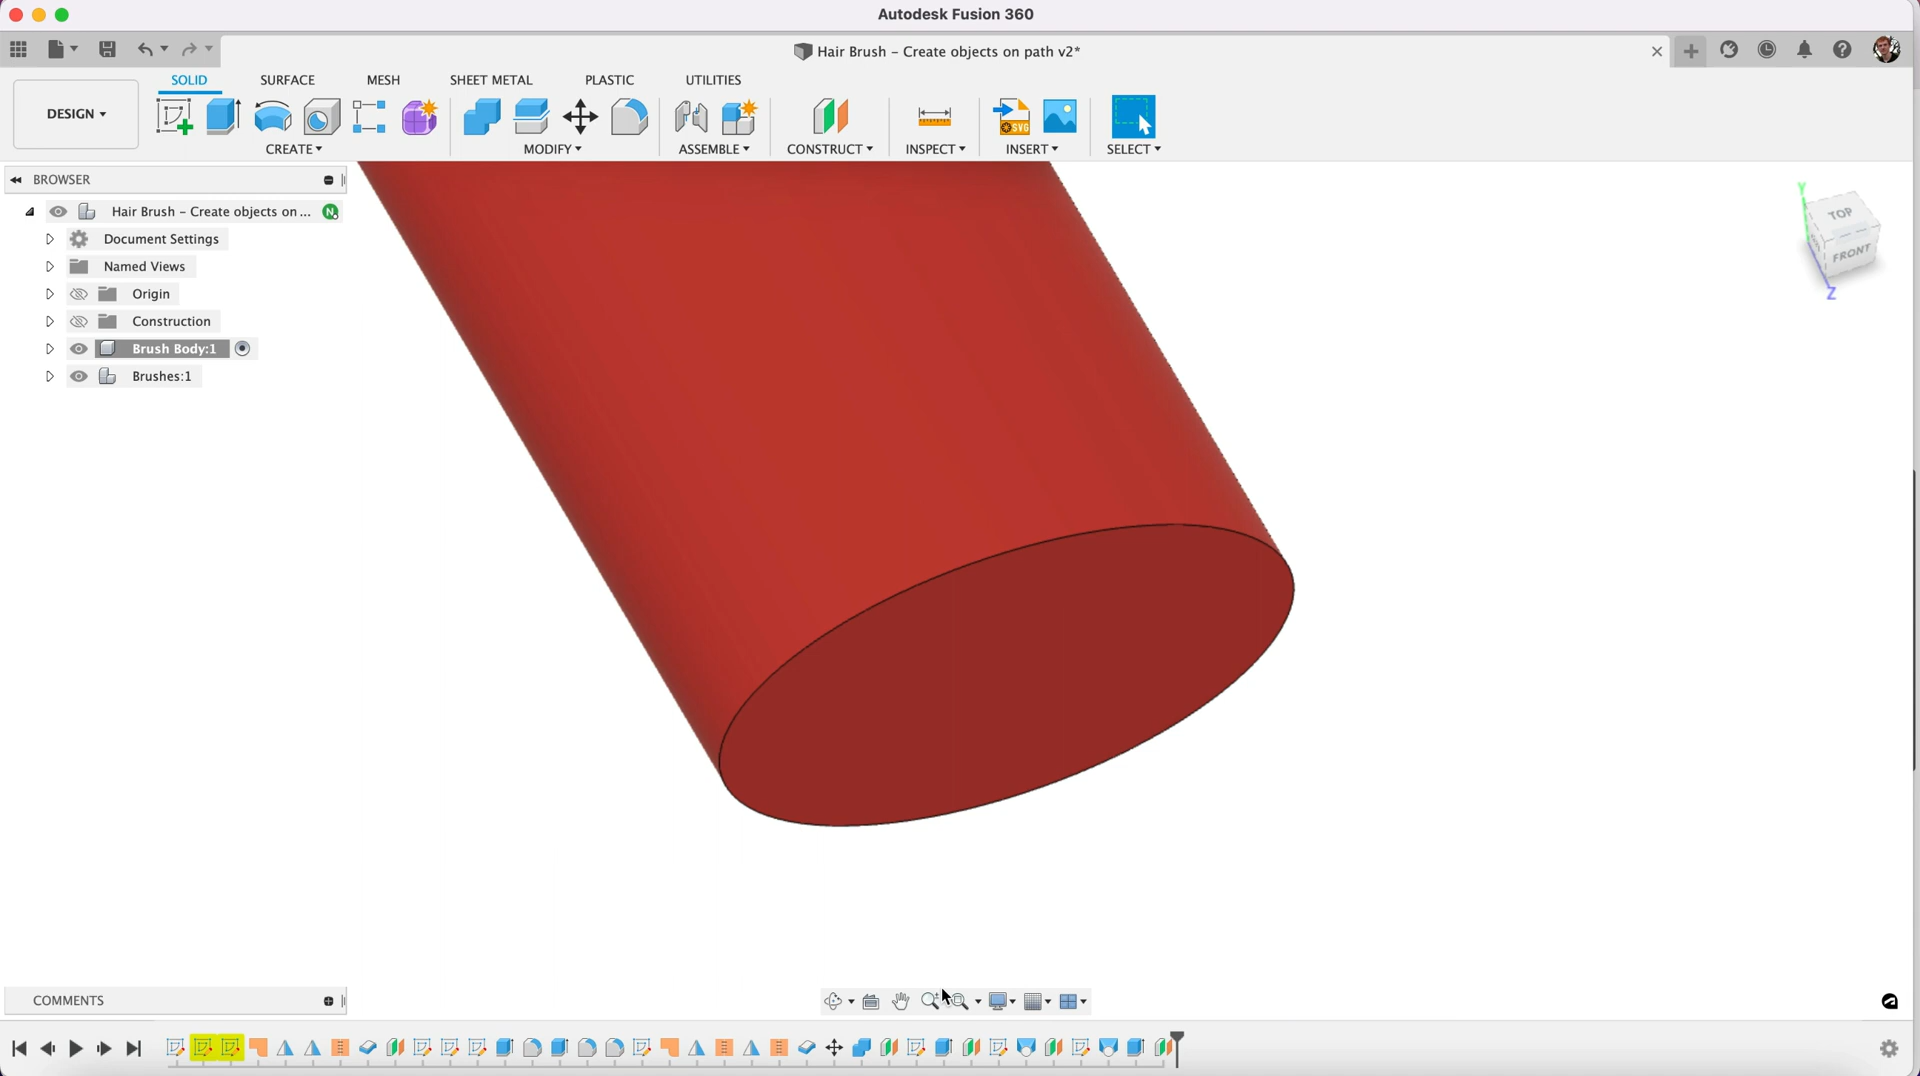 Autodesk Fusion 360
Hair Brush – Create objects on path v2*
SOLID SURFACE MESH SHEET METAL PLASTIC UTILITIES
DESIGN
CREATE MODIFY ASSEMBLE CONSTRUCT INSPECT INSERT SELECT
SVG
BROWSER
Hair Brush – Create objects on ...
N
Document Settings
Named Views
Origin
Construction
Brush Body:1
Brushes:1
Y
TOP
FRONT
Z
COMMENTS